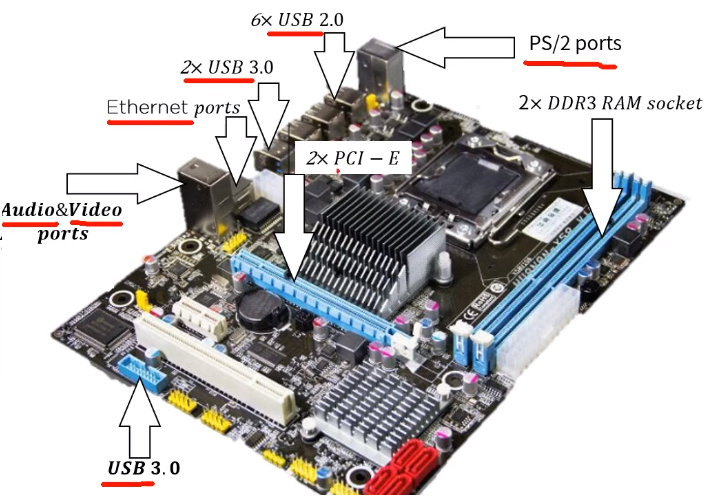 6× USB 2.0
PS/2 ports
2× USB 3.0
2× DDR3 RAM socket
Ethernet ports
2× PCI – E
Audio&Video
ports
CE
USB 3.0